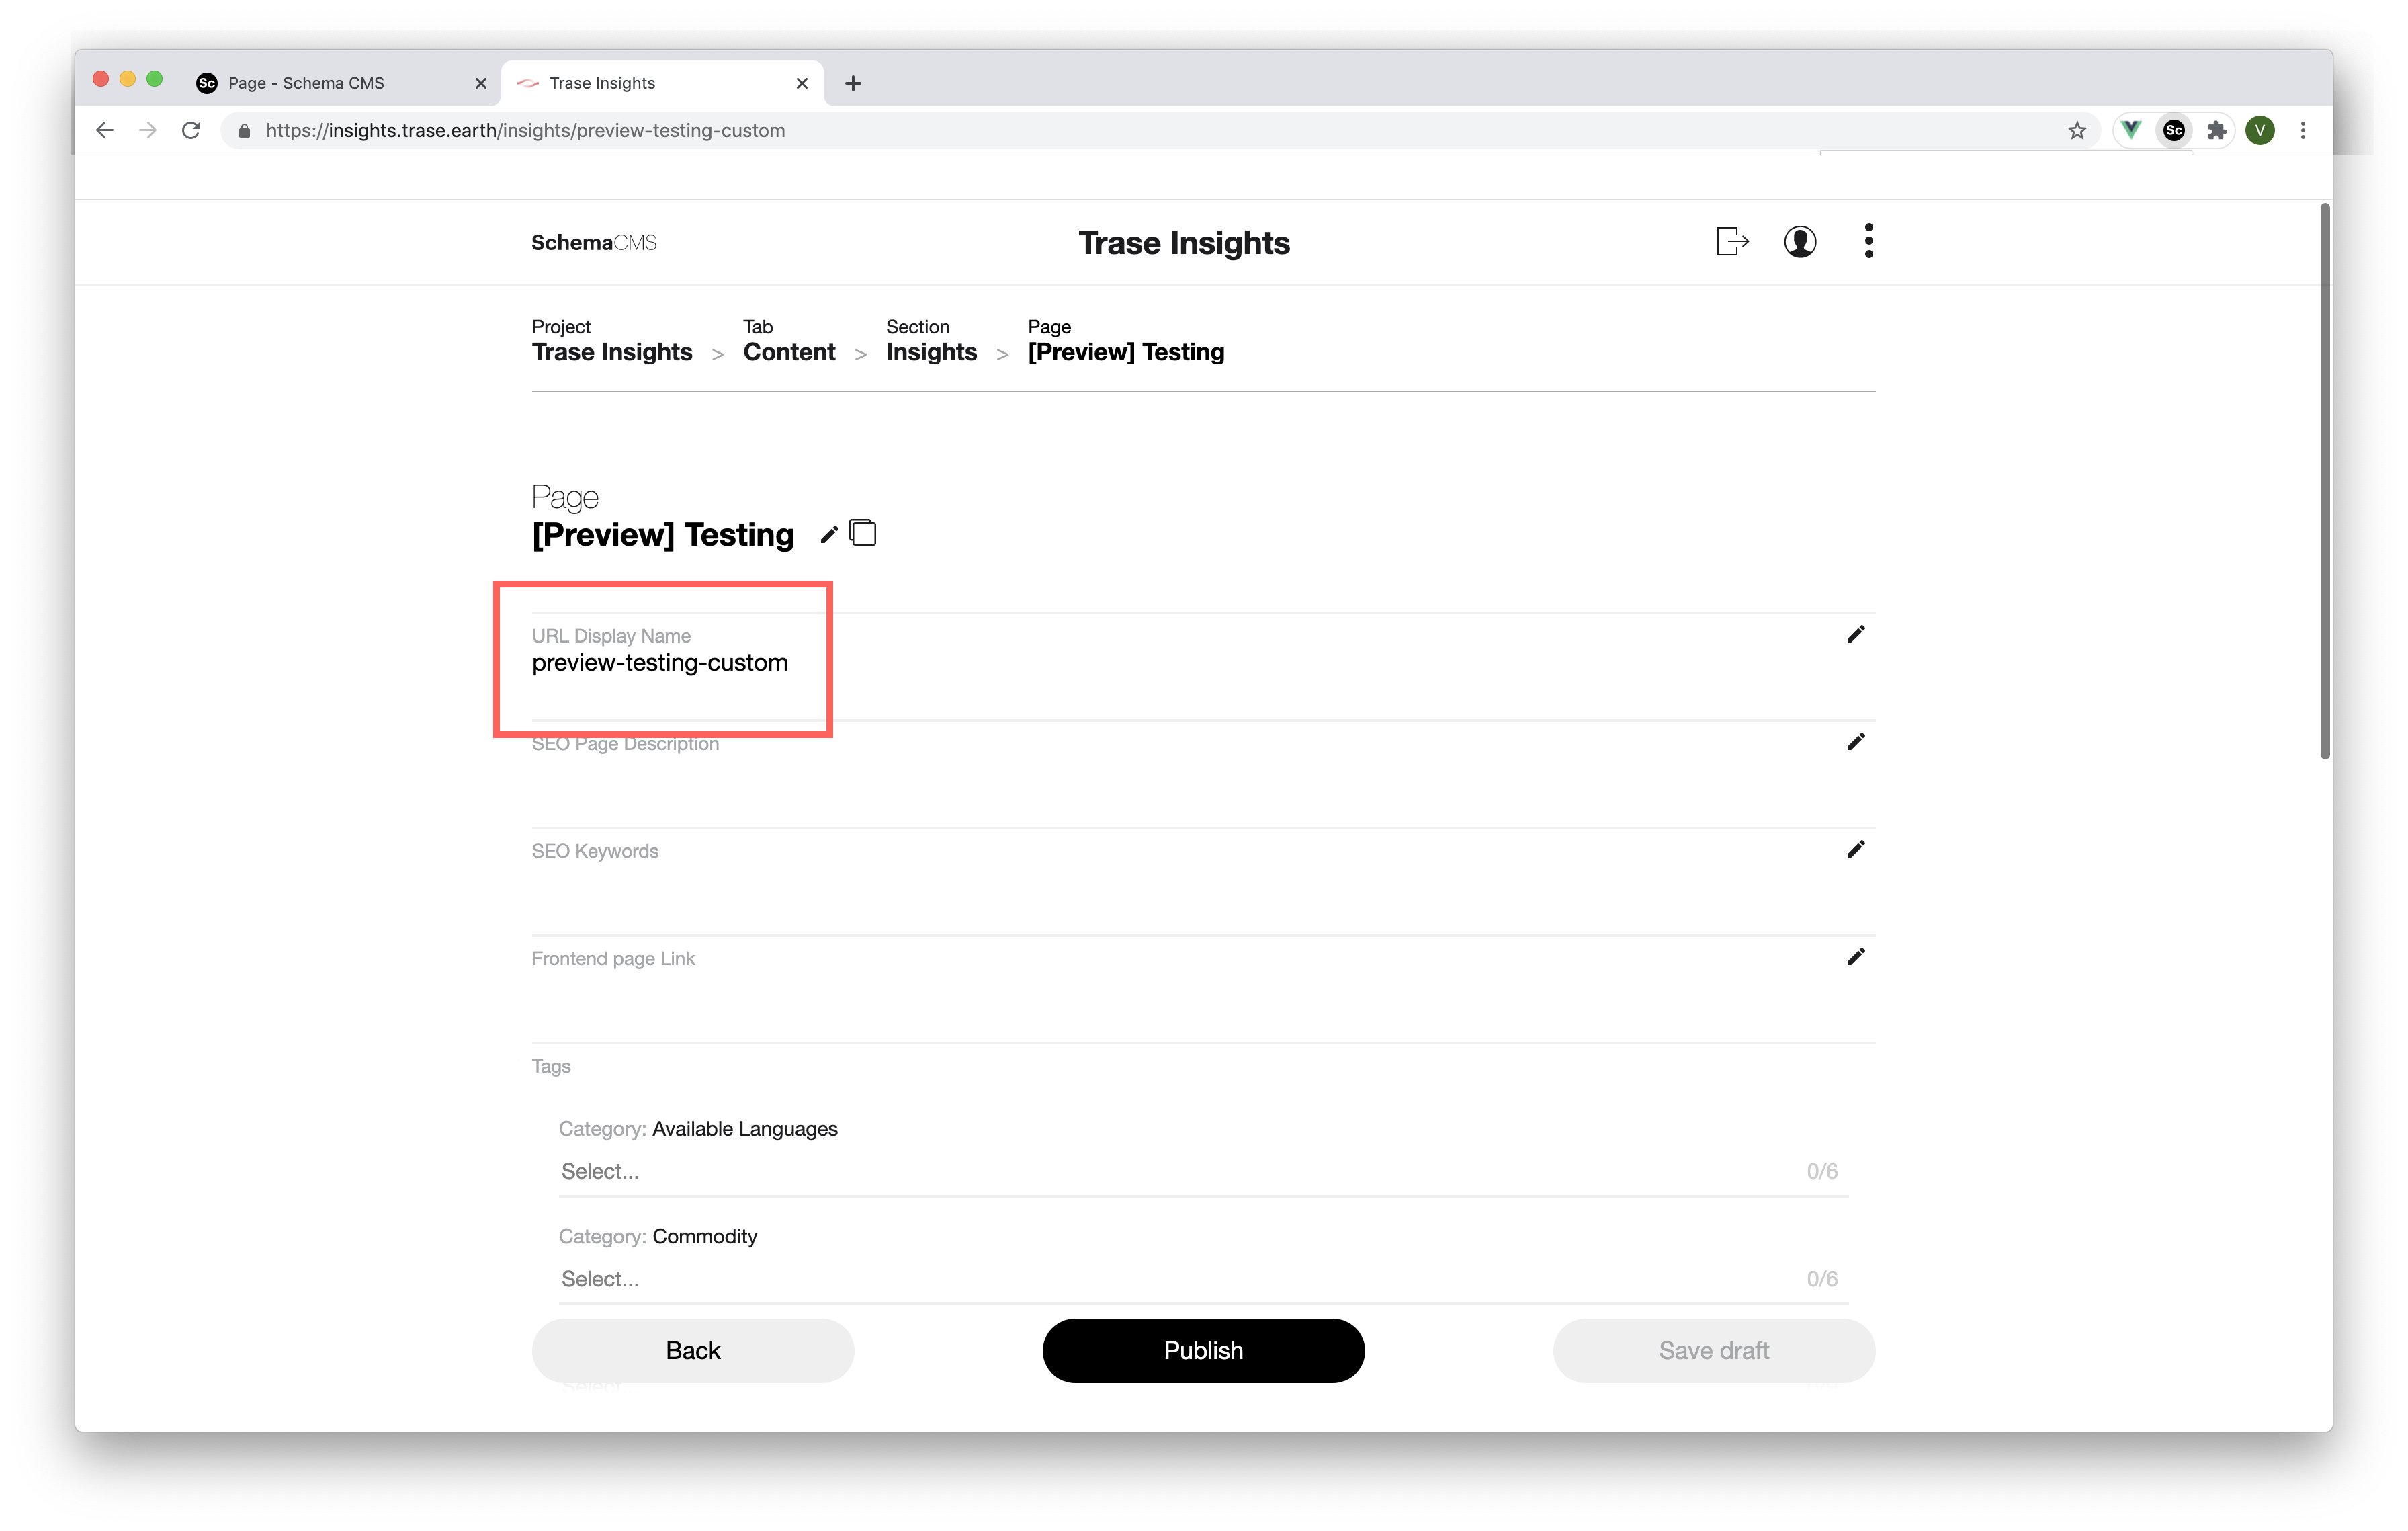 Sc Page - Schema CMS
Trase Insights
https://insights.trase.earth/insights/preview-testing-custom
Sc
V
SchemaCMS
Trase Insights
Project
Trase Insights
>
Tab
Content
>
Section
Insights
>
Page
[Preview] Testing
Page
[Preview] Testing
URL Display Name
preview-testing-custom
SEO Page Description
SEO Keywords
Frontend page Link
Tags
Category: Available Languages
Select...
0/6
Category: Commodity
Select...
0/6
Back
Publish
Save draft